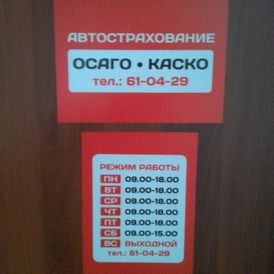 АВТОСТРАХОВАНИЕ
ОСАГО • КАСКО
тел.: 61-04-29
РЕЖИМ РАБОТЫ
ПН 09.00-18.00
ВТ 09.00-18.00
СР 09.00-18.00
ЧТ 09.00-18.00
ПТ 09.00-18.00
СБ 09.00-15.00
ВС ВЫХОДНОЙ
тел.: 61-04-29